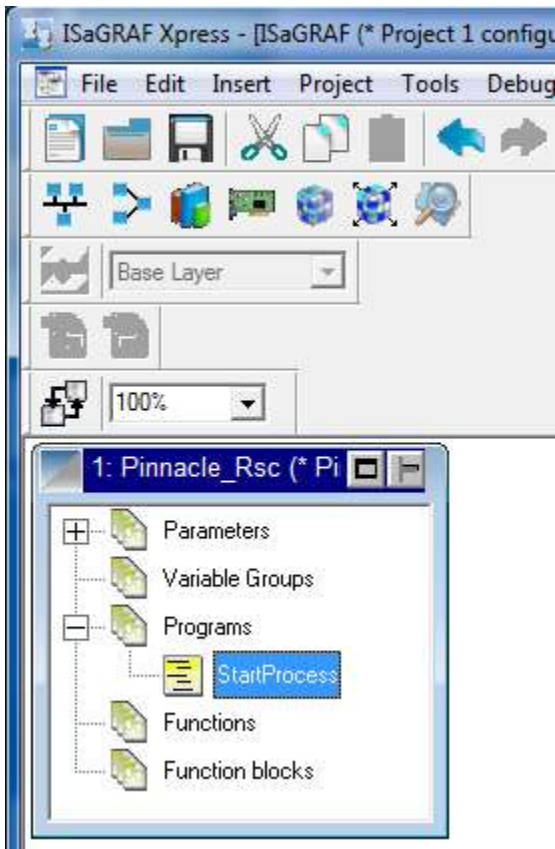 ISaGRAF Xpress - [ISaGRAF (* Project 1 configu
File Edit Insert Project Tools Debug
Base Layer
100%
1: Pinnacle_Rsc (* Pi
Parameters
Variable Groups
Programs
StartProcess
Functions
Function blocks